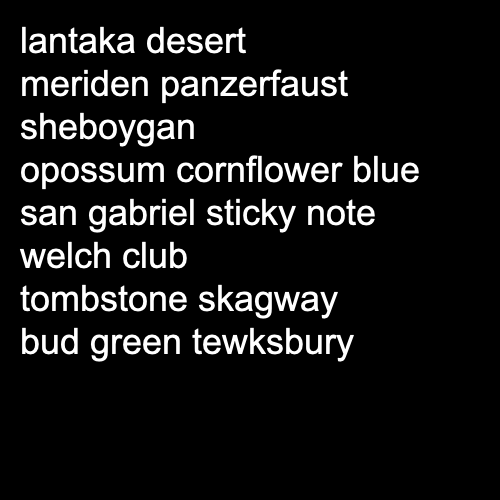 lantaka desert
meriden panzerfaust
sheboygan
opossum cornflower blue
san gabriel sticky note
welch club
tombstone skagway
bud green tewksbury